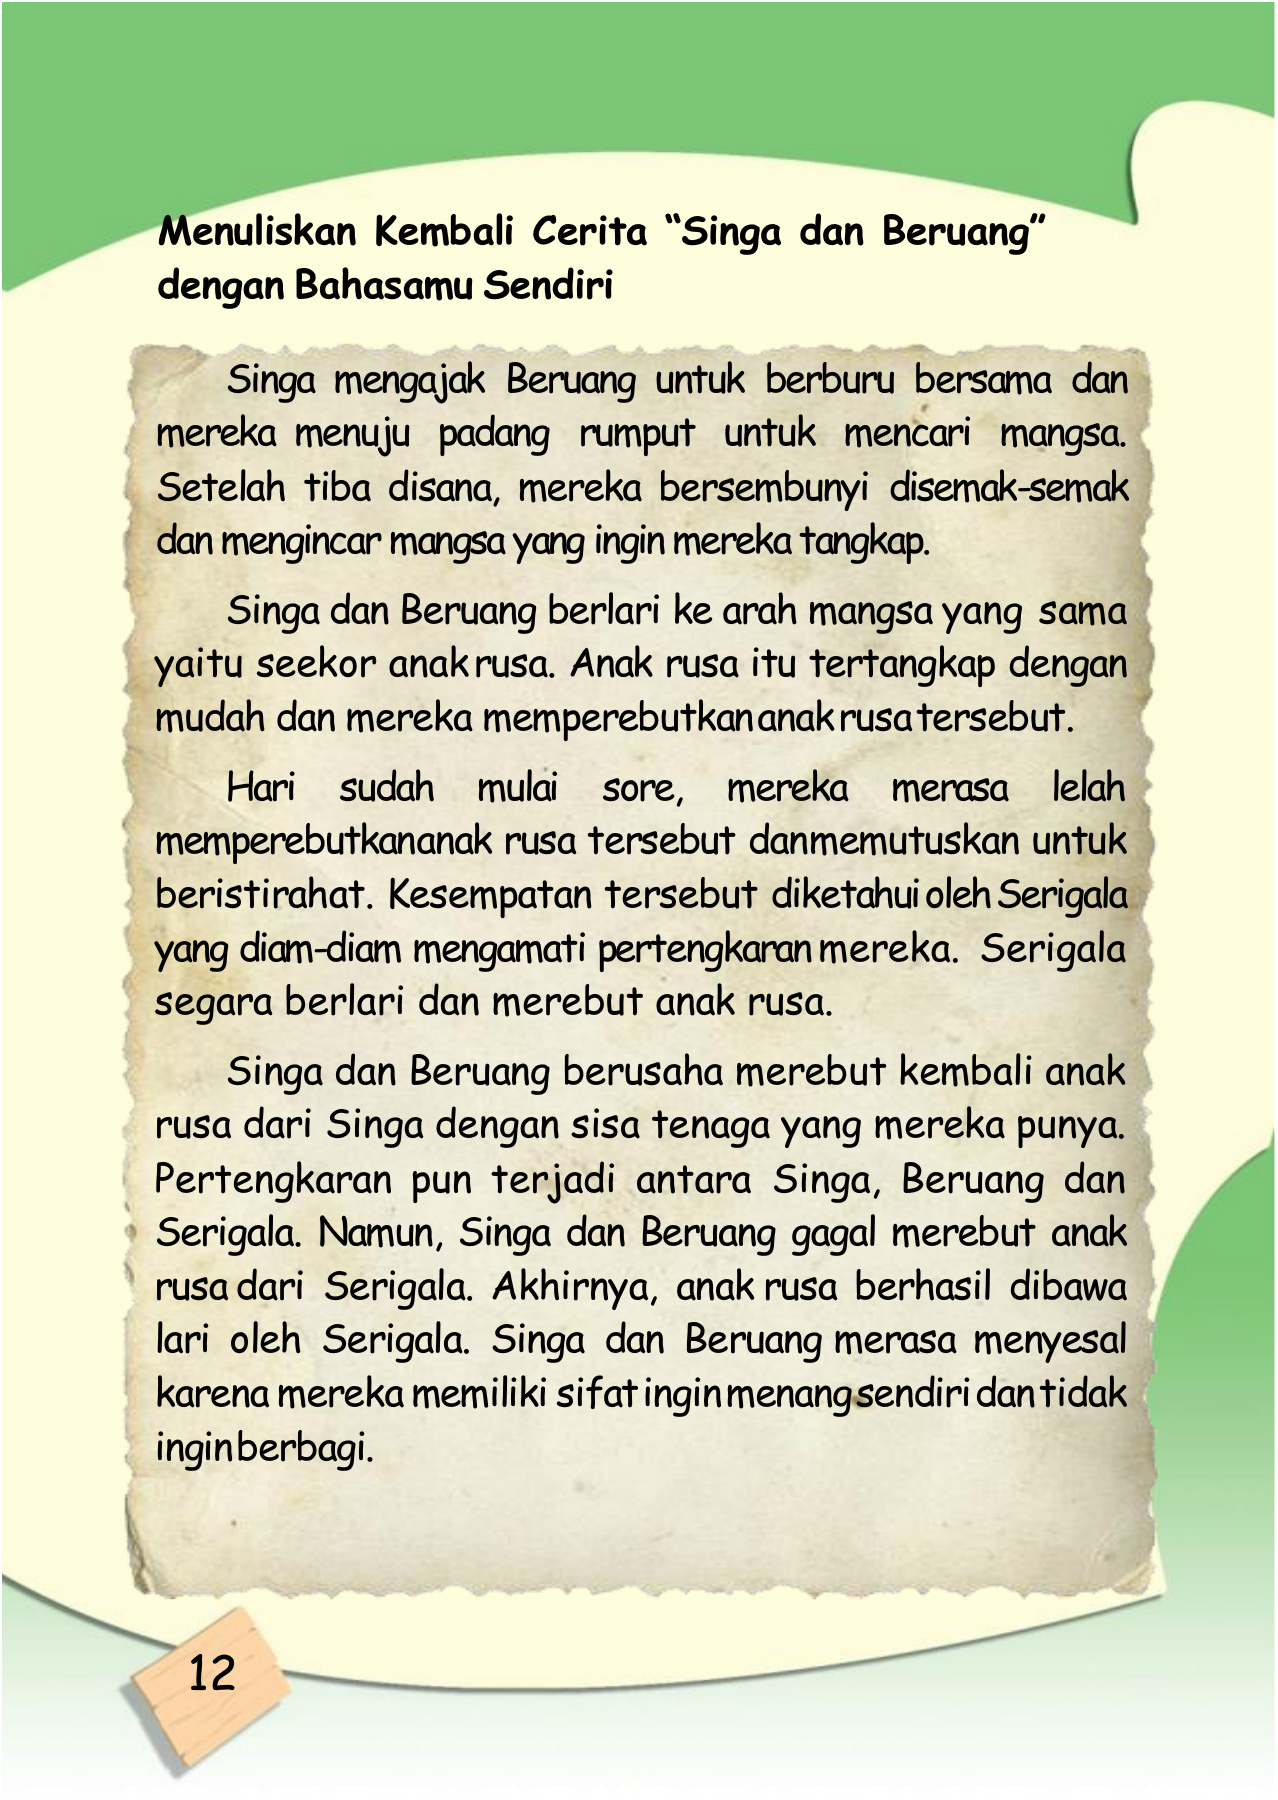 Menuliskan Kembali Cerita “Singa dan Beruang”
dengan Bahasamu Sendiri
Singa mengajak Beruang untuk berburu bersama dan
mereka menuju padang rumput untuk mencari mangsa.
Setelah tiba disana, mereka bersembunyi disemak-semak
dan mengincar mangsa yang ingin mereka tangkap.
Singa dan Beruang berlari ke arah mangsa yang sama
yaitu seekor anak rusa. Anak rusa itu tertangkap dengan
mudah dan mereka memperebutkan anak rusa tersebut.
Hari sudah mulai sore, mereka merasa lelah
memperebutkan anak rusa tersebut dan memutuskan untuk
beristirahat. Kesempatan tersebut diketahui oleh Serigala
yang diam-diam mengamati pertengkaran mereka. Serigala
segara berlari dan merebut anak rusa.
Singa dan Beruang berusaha merebut kembali anak
rusa dari Singa dengan sisa tenaga yang mereka punya.
Pertengkaran pun terjadi antara Singa, Beruang dan
Serigala. Namun, Singa dan Beruang gagal merebut anak
rusa dari Serigala. Akhirnya, anak rusa berhasil dibawa
lari oleh Serigala. Singa dan Beruang merasa menyesal
karena mereka memiliki sifat ingin menang sendiri dan tidak
ingin berbagi.
12